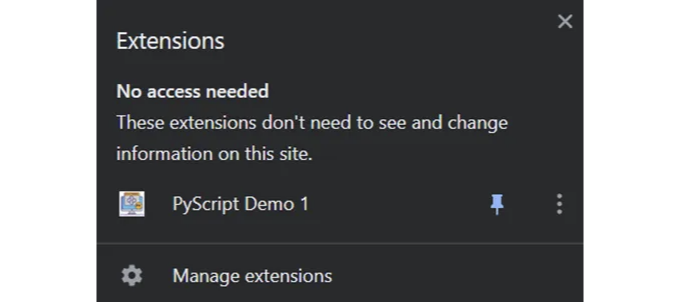 Extensions
No access needed
These extensions don't need to see and change
information on this site.
PyScript Demo 1
Manage extensions